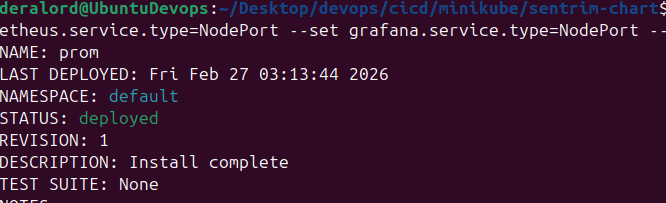 deralord@UbuntuDevops:~/Desktop/devops/cicd/minikube/sentrim-chart$
etheus.service.type=NodePort --set grafana.service.type=NodePort --
NAME: prom
LAST DEPLOYED: Fri Feb 27 03:13:44 2026
NAMESPACE: default
STATUS: deployed
REVISION: 1
DESCRIPTION: Install complete
TEST SUITE: None
NOTES